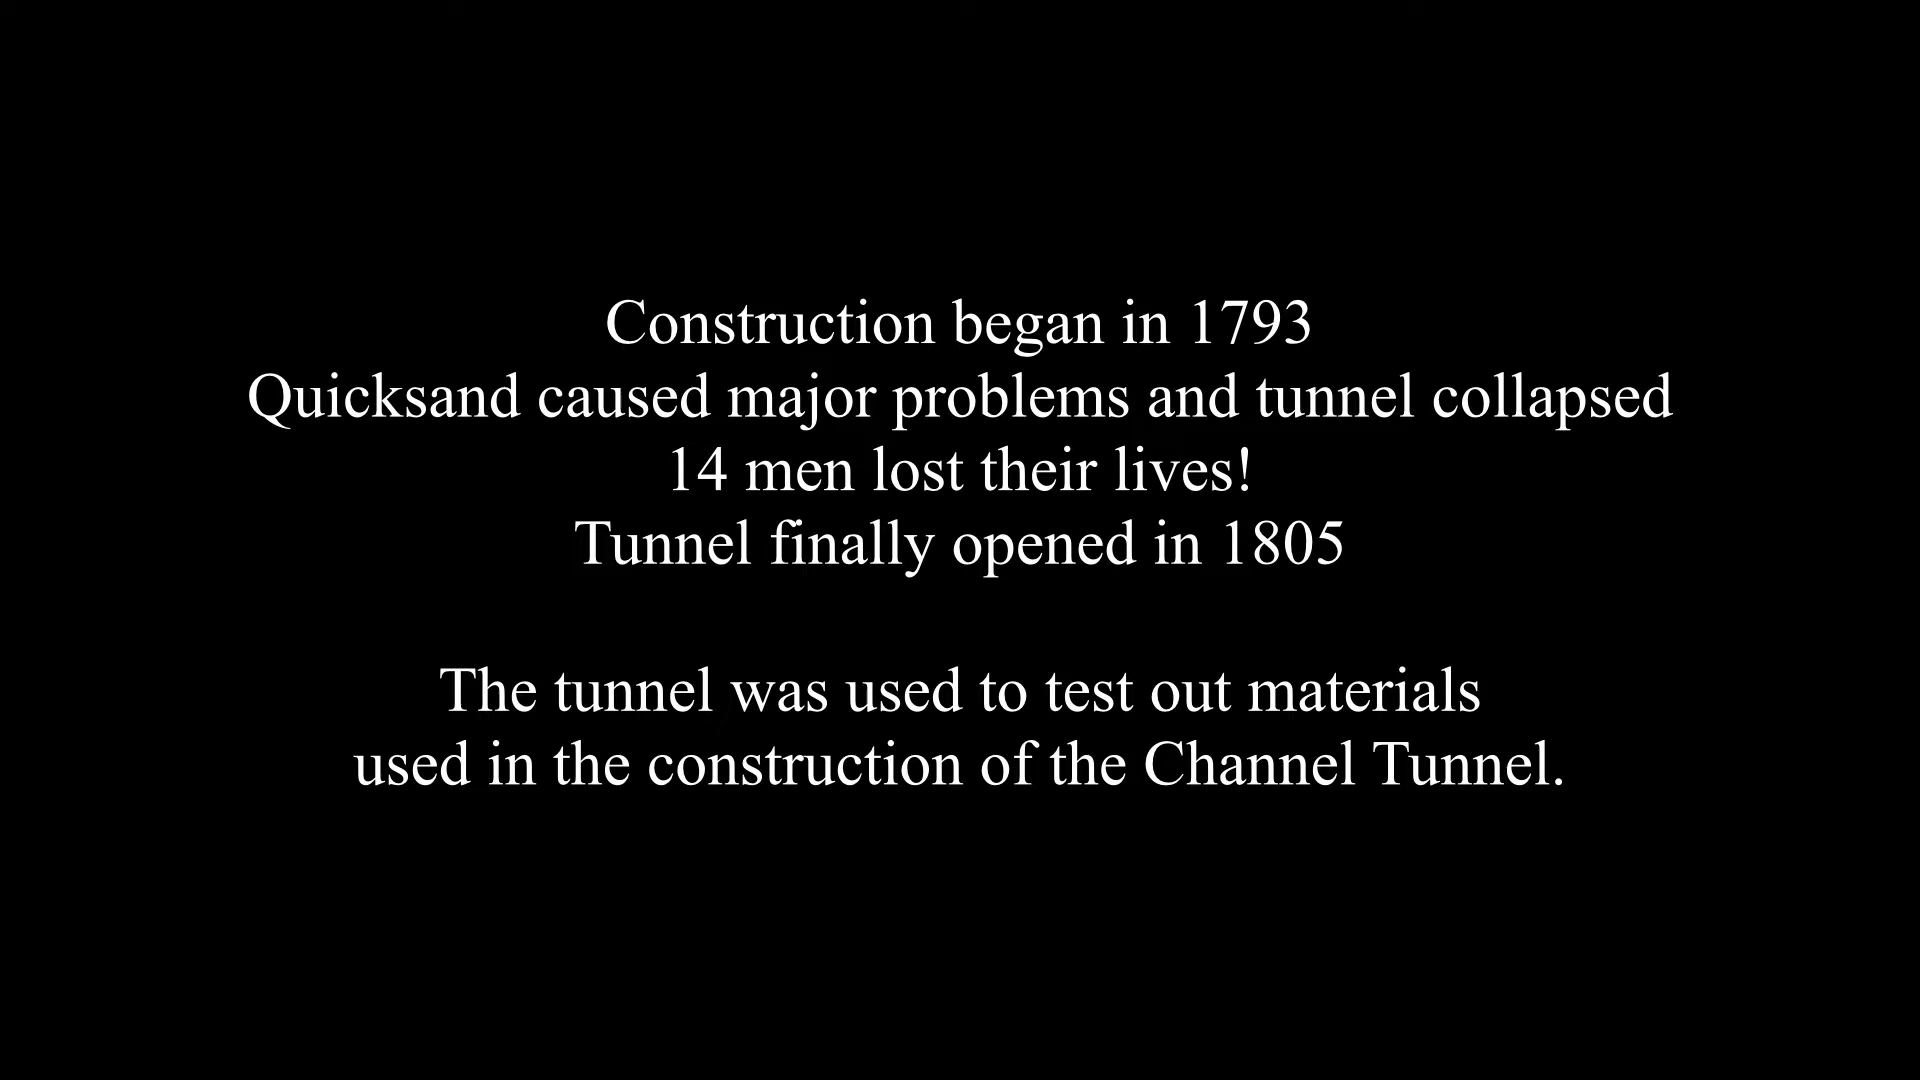 Construction began in 1793
Quicksand caused major problems and tunnel collapsed
14 men lost their lives!
Tunnel finally opened in 1805
The tunnel was used to test out materials
used in the construction of the Channel Tunnel.